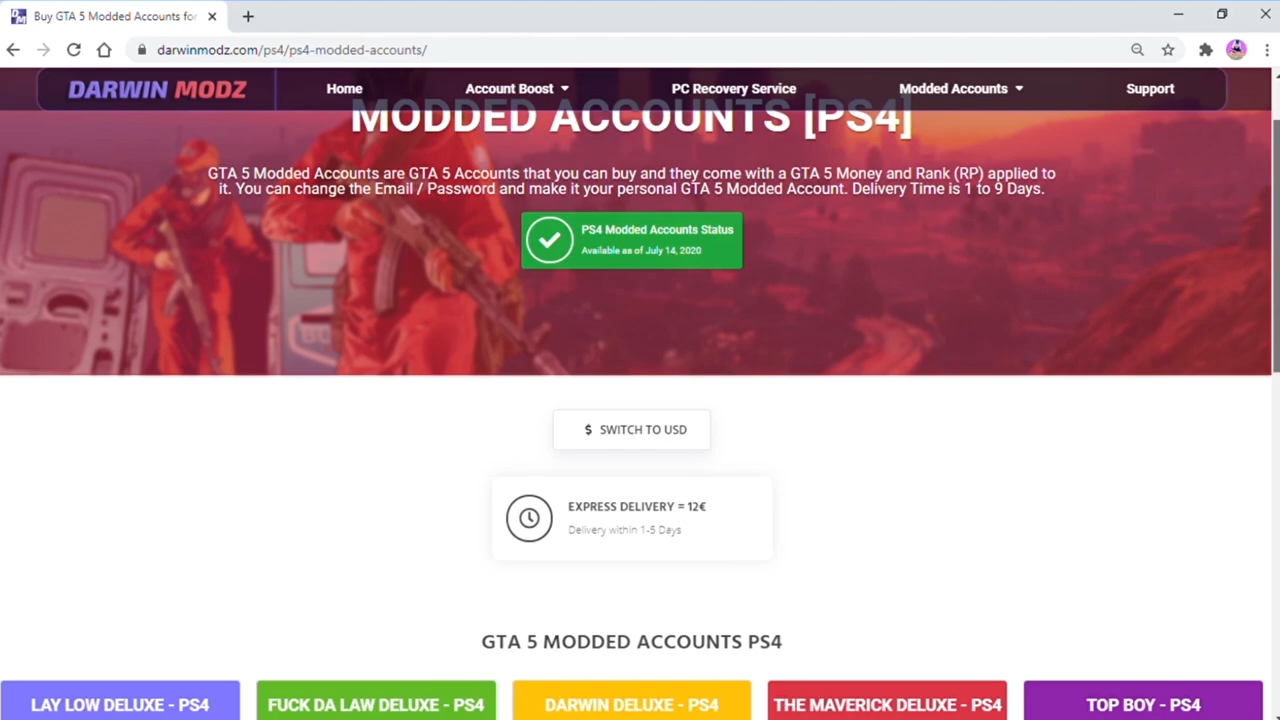 Buy GTA 5 Modded Accounts for
darwinmodz.com/ps4/ps4-modded-accounts/
DARWIN MODZ
Home
Account Boost
PC Recovery Service
Modded Accounts
Support
MODDED ACCOUNTS [PS4]
GTA 5 Modded Accounts are GTA 5 Accounts that you can buy and they come with a GTA 5 Money and Rank (RP) applied to
it. You can change the Email / Password and make it your personal GTA 5 Modded Account. Delivery Time is 1 to 9 Days.
PS4 Modded Accounts Status
Available as of July 14, 2020
$ SWITCH TO USD
EXPRESS DELIVERY = 12€
Delivery within 1-5 Days
GTA 5 MODDED ACCOUNTS PS4
LAY LOW DELUXE - PS4
FUCK DA LAW DELUXE - PS4
DARWIN DELUXE - PS4
THE MAVERICK DELUXE - PS4
TOP BOY - PS4